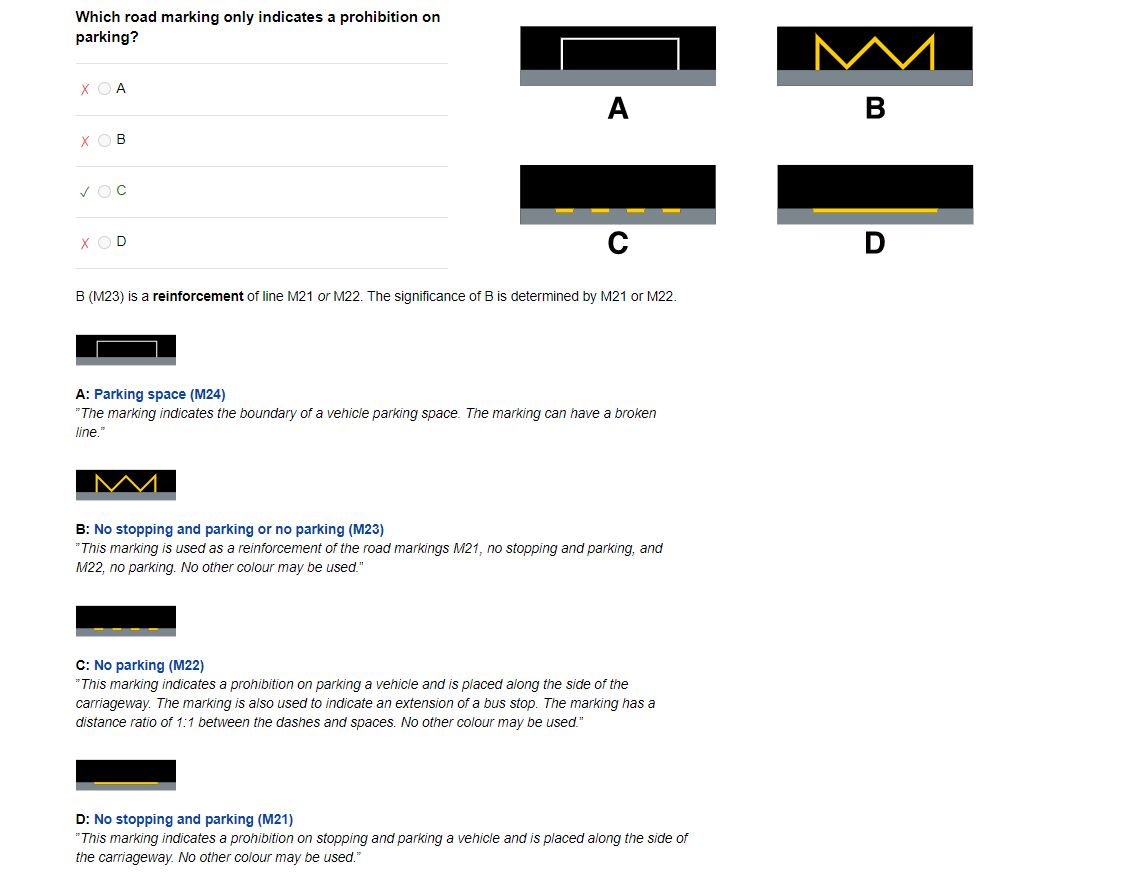 Which road marking only indicates a prohibition on
parking?
A
B
C
D
A
B
C
D
B (M23) is a reinforcement of line M21 or M22. The significance of B is determined by M21 or M22.
A: Parking space (M24)
"The marking indicates the boundary of a vehicle parking space. The marking can have a broken
line."
B: No stopping and parking or no parking (M23)
"This marking is used as a reinforcement of the road markings M21, no stopping and parking, and
M22, no parking. No other colour may be used."
C: No parking (M22)
"This marking indicates a prohibition on parking a vehicle and is placed along the side of the
carriageway. The marking is also used to indicate an extension of a bus stop. The marking has a
distance ratio of 1:1 between the dashes and spaces. No other colour may be used."
D: No stopping and parking (M21)
"This marking indicates a prohibition on stopping and parking a vehicle and is placed along the side of
the carriageway. No other colour may be used."